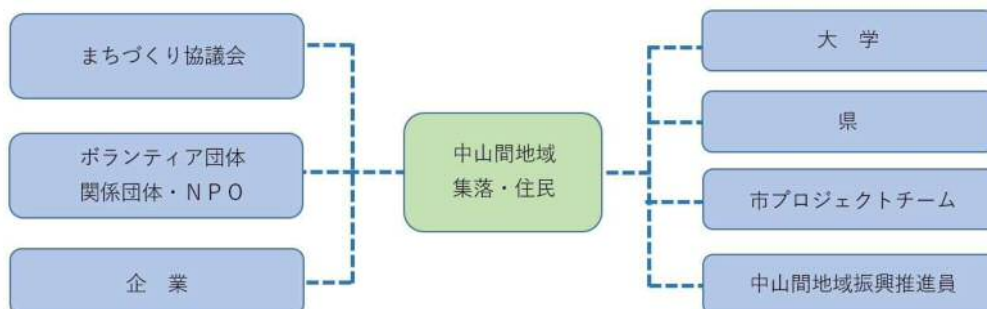 まちづくり協議会
ボランティア団体
関係団体・ＮＰＯ
企　業
中山間地域
集落・住民
大　学
県
市プロジェクトチーム
中山間地域振興推進員